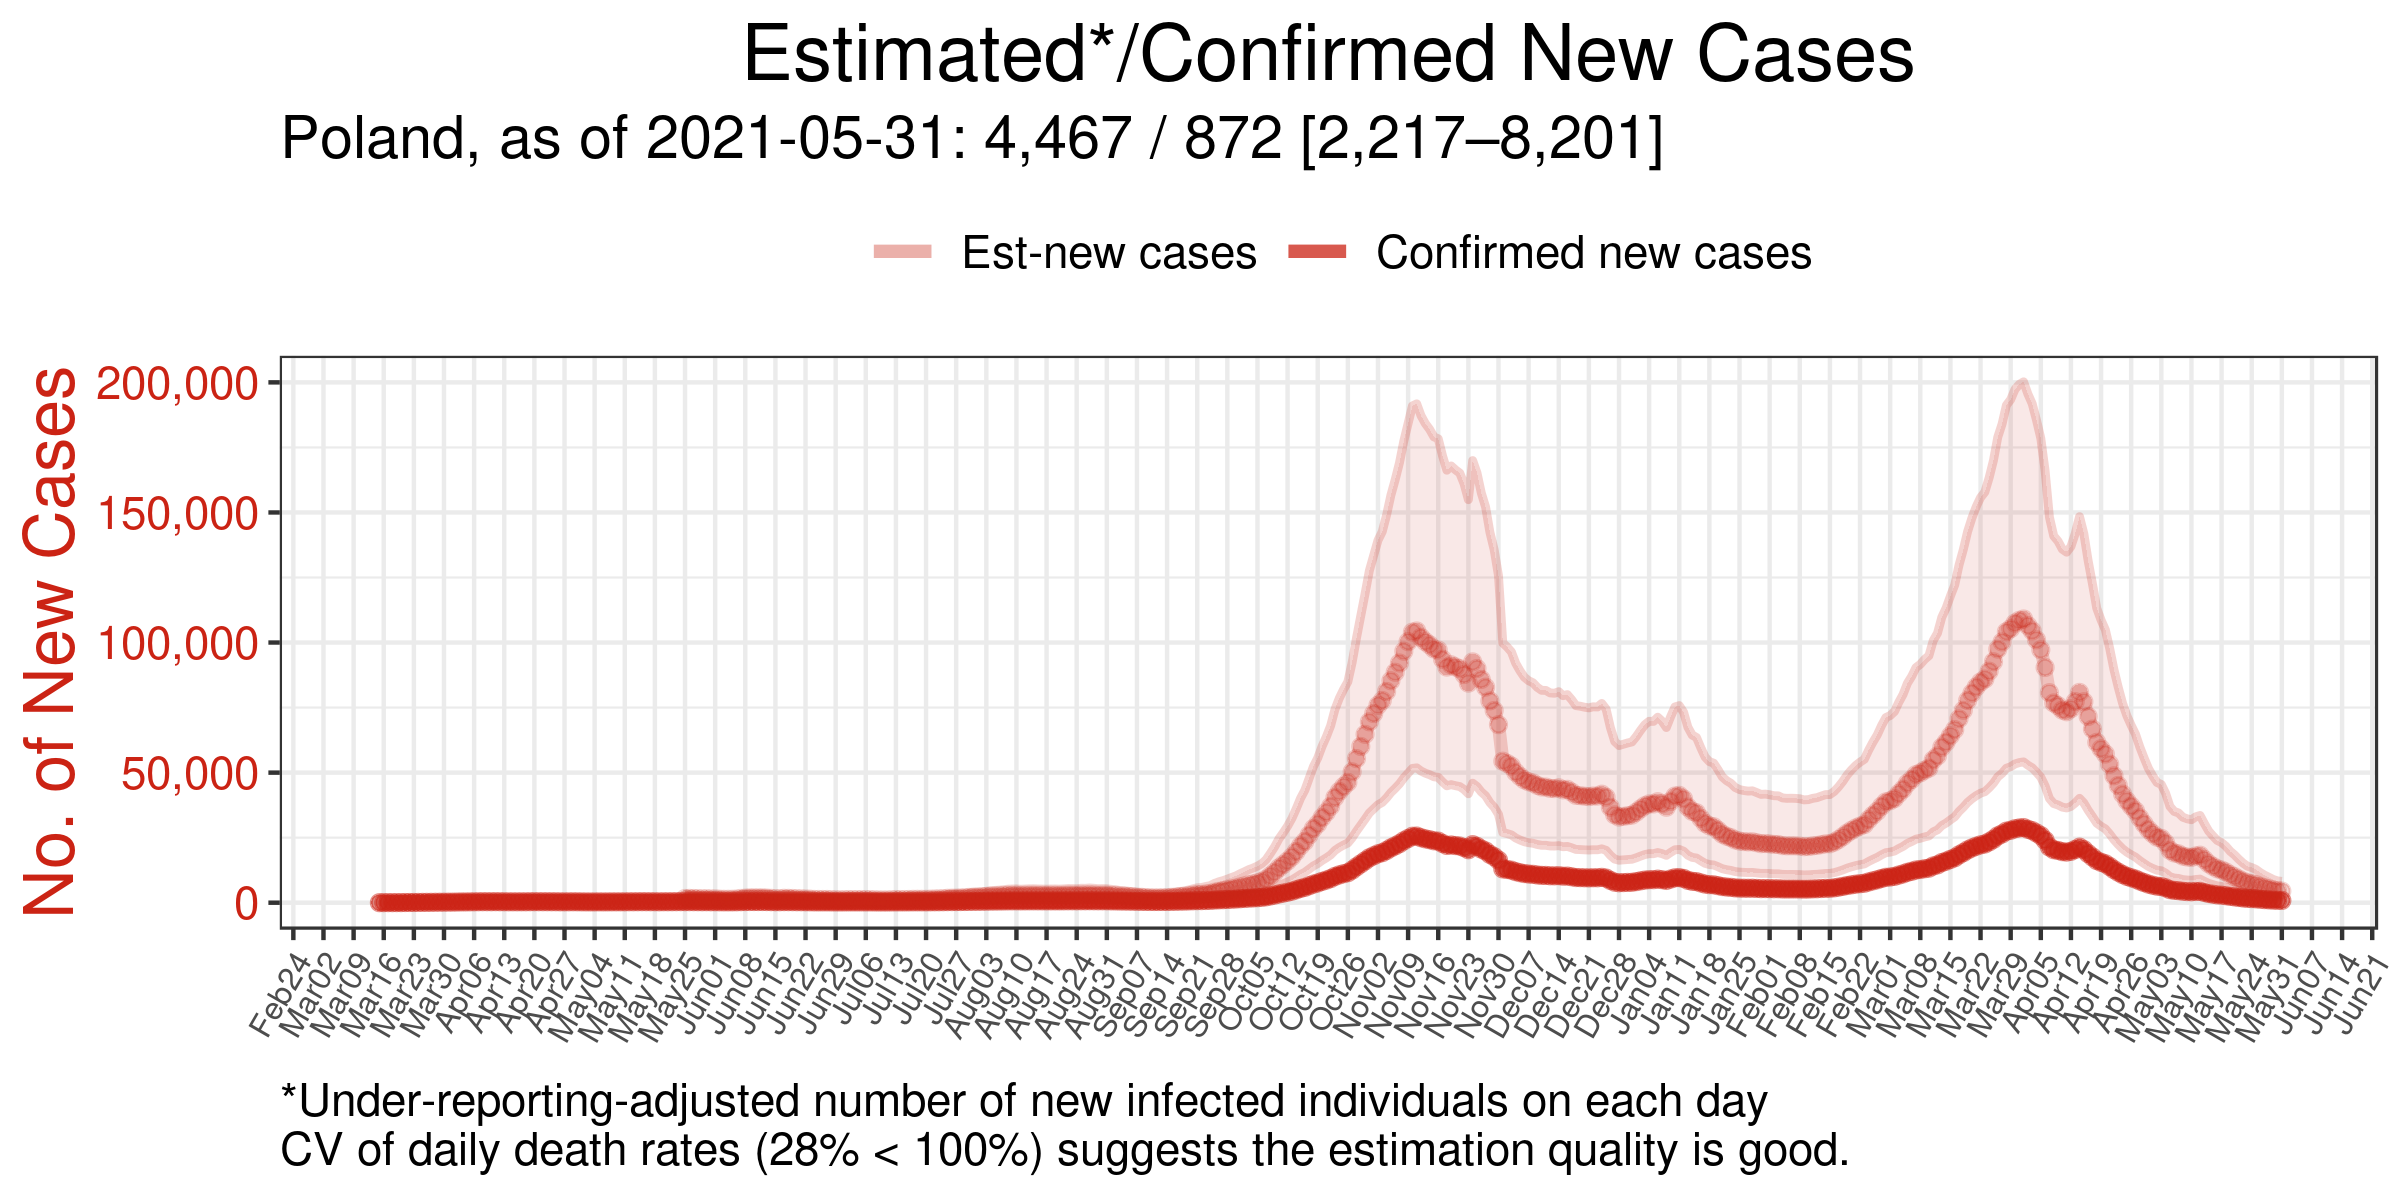 Estimated*/Confirmed New Cases
Poland, as of 2021-05-31: 4,467 / 872 [2,217–8,201]
Est-new cases
Confirmed new cases
No. of New Cases
200,000
150,000
100,000
50,000
0
Feb24
Mar02
Mar09
Mar16
Mar23
Mar30
Apr06
Apr13
Apr20
Apr27
May04
May11
May18
May25
Jun01
Jun08
Jun15
Jun22
Jun29
Jul06
Jul13
Jul20
Jul27
Aug03
Aug10
Aug17
Aug24
Aug31
Sep07
Sep14
Sep21
Sep28
Oct05
Oct12
Oct19
Oct26
Nov02
Nov09
Nov16
Nov23
Nov30
Dec07
Dec14
Dec21
Dec28
Jan04
Jan11
Jan18
Jan25
Feb01
Feb08
Feb15
Feb22
Mar01
Mar08
Mar15
Mar22
Mar29
Apr05
Apr12
Apr19
Apr26
May03
May10
May17
May24
May31
Jun07
Jun14
Jun21
*Under-reporting-adjusted number of new infected individuals on each day
CV of daily death rates (28% < 100%) suggests the estimation quality is good.